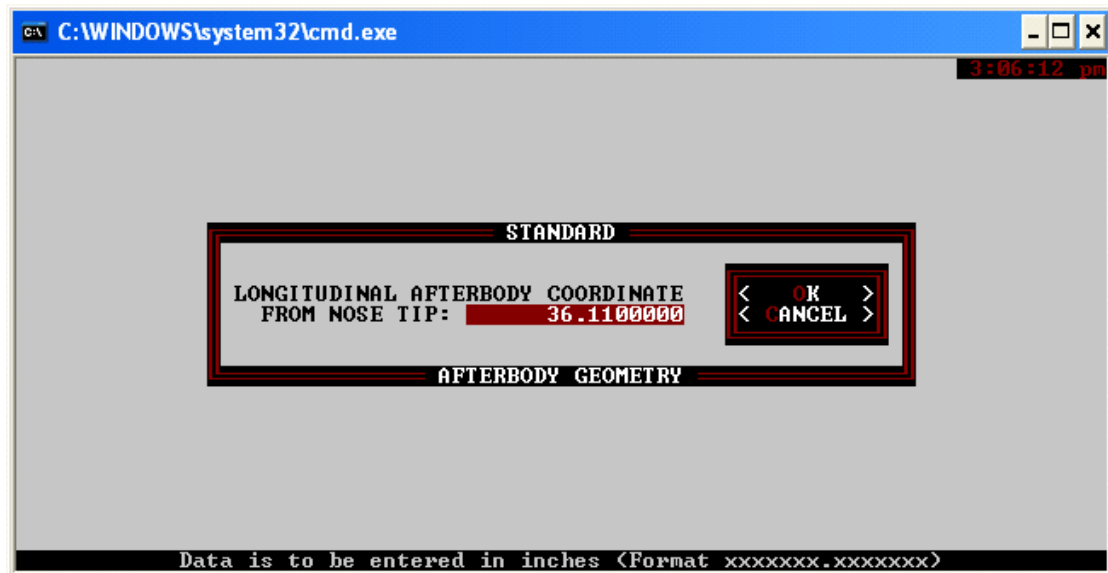 C:\WINDOWS\system32\cmd.exe
3:06:12 pm
STANDARD
LONGITUDINAL AFTERBODY COORDINATE
FROM NOSE TIP: 36.1100000
< OK >
< CANCEL >
AFTERBODY GEOMETRY
Data is to be entered in inches (Format xxxxxxx.xxxxxxx)